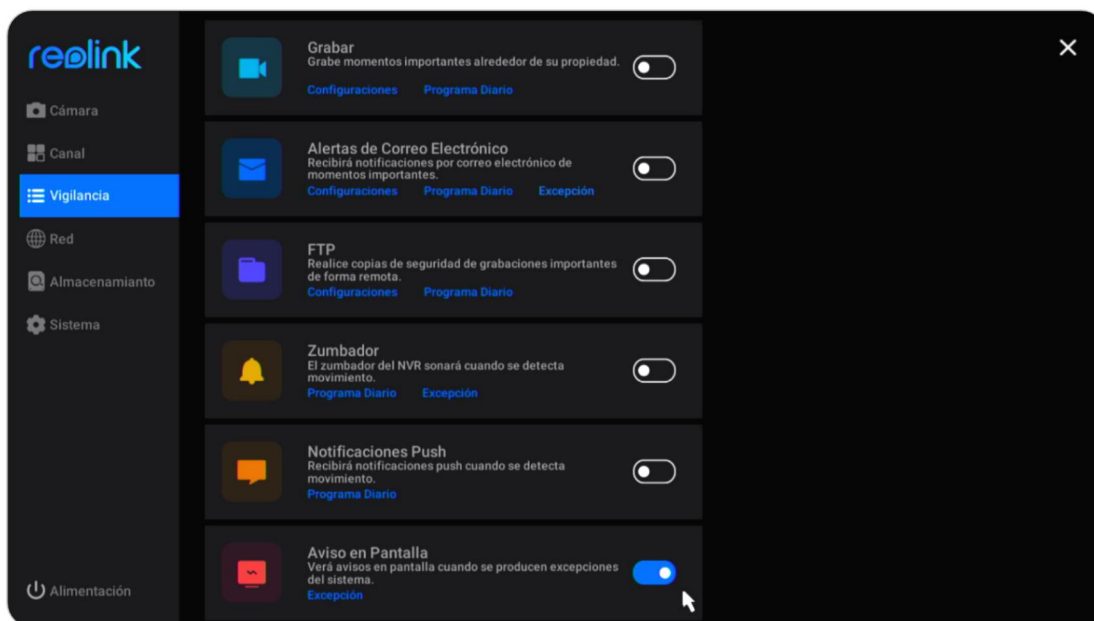 reolink
Cámara
Canal
Vigilancia
Red
Almacenamianto
Sistema
Alimentación
Grabar
Grabe momentos importantes alrededor de su propiedad.
Configuraciones Programa Diario
Alertas de Correo Electrónico
Recibirá notificaciones por correo electrónico de
momentos importantes.
Configuraciones Programa Diario Excepción
FTP
Realice copias de seguridad de grabaciones importantes
de forma remota.
Configuraciones Programa Diario
Zumbador
El zumbador del NVR sonará cuando se detecta
movimiento.
Programa Diario Excepción
Notificaciones Push
Recibirá notificaciones push cuando se detecta
movimiento.
Programa Diario
Aviso en Pantalla
Verá avisos en pantalla cuando se producen excepciones
del sistema.
Excepción